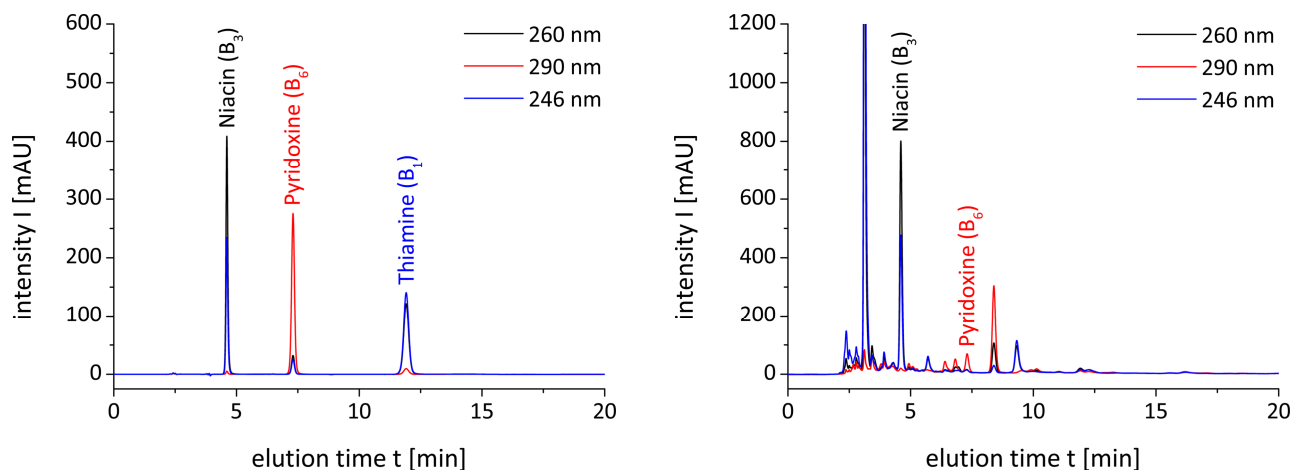 600
500
400
300
200
100
0
0
5
10
15
20
intensity I [mAU]
elution time t [min]
Niacin (B₃)
Pyridoxine (B₆)
Thiamine (B₁)
260 nm
290 nm
246 nm
1200
1000
800
600
400
200
0
0
5
10
15
20
intensity I [mAU]
elution time t [min]
Niacin (B₃)
Pyridoxine (B₆)
260 nm
290 nm
246 nm